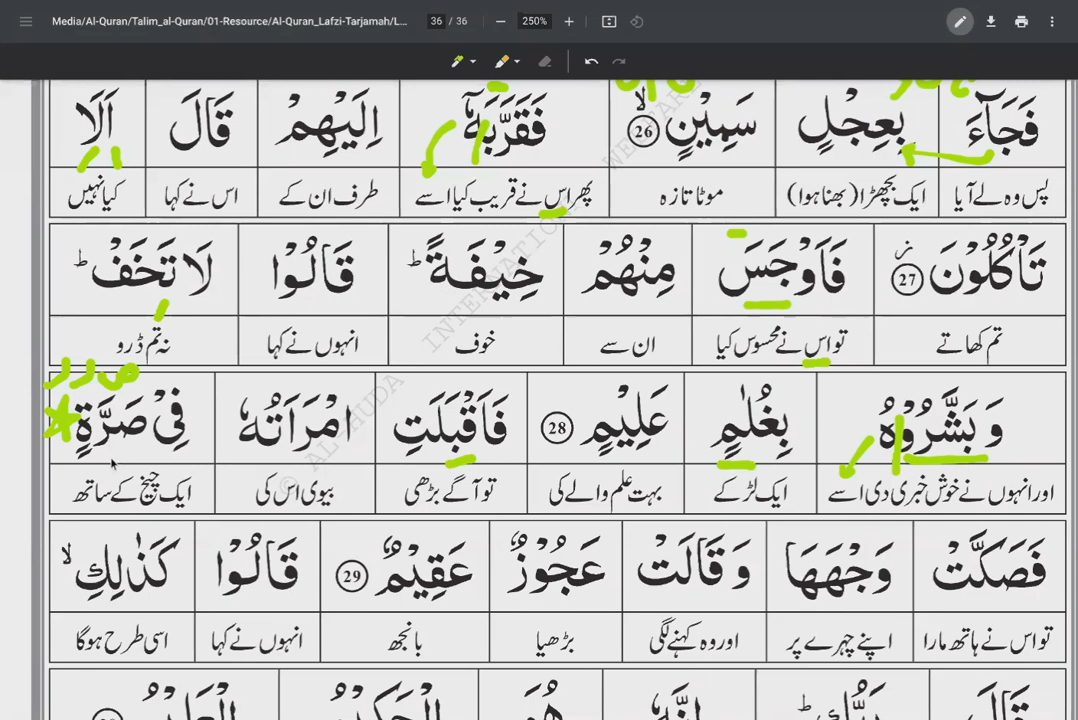 Media/Al-Quran/Talim_al-Quran/01-Resource/Al-Quran_Lafzi-Tarjamah/L... 36 / 36 250%
فَجَآءَ بِعِجْلٍ سَمِيْنٍ ۙ 26 فَقَرَّبَهٗٓ اِلَيْهِمْ قَالَ اَلَا
پس وہ لے آیا ایک بچھڑا (بھنا ہوا) موٹا تازہ پھر اس نے قریب کیا اسے طرف ان کے اس نے کہا کیا نہیں
تَاْكُلُوْنَ ۡ 27 فَاَوْجَسَ مِنْهُمْ خِيْفَةً ؕ قَالُوْا لَا تَخَفْ ؕ
تم کھاتے تو اس نے محسوس کیا ان سے خوف انہوں نے کہا نہ تم ڈرو
ص ر ر
وَ بَشَّرُوْهُ بِغُلٰمٍ عَلِيْمٍ 28 فَاَقْبَلَتِ امْرَاَتُهٗ فِيْ صَرَّةٍ
اور انہوں نے خوش خبری دی اسے ایک لڑکے بہت علم والے کی تو آگے بڑھی بیوی اس کی ایک چیخ کے ساتھ
فَصَكَّتْ وَجْهَهَا وَ قَالَتْ عَجُوْزٌ عَقِيْمٌ 29 قَالُوْا كَذٰلِكِ ۙ
تو اس نے ہاتھ مارا اپنے چہرے پر اور وہ کہنے لگی بڑھیا بانجھ انہوں نے کہا اسی طرح ہوگا
قَالَ رَبُّكِ ؕ اِنَّهٗ هُوَ الْحَكِيْمُ الْعَلِيْمُ